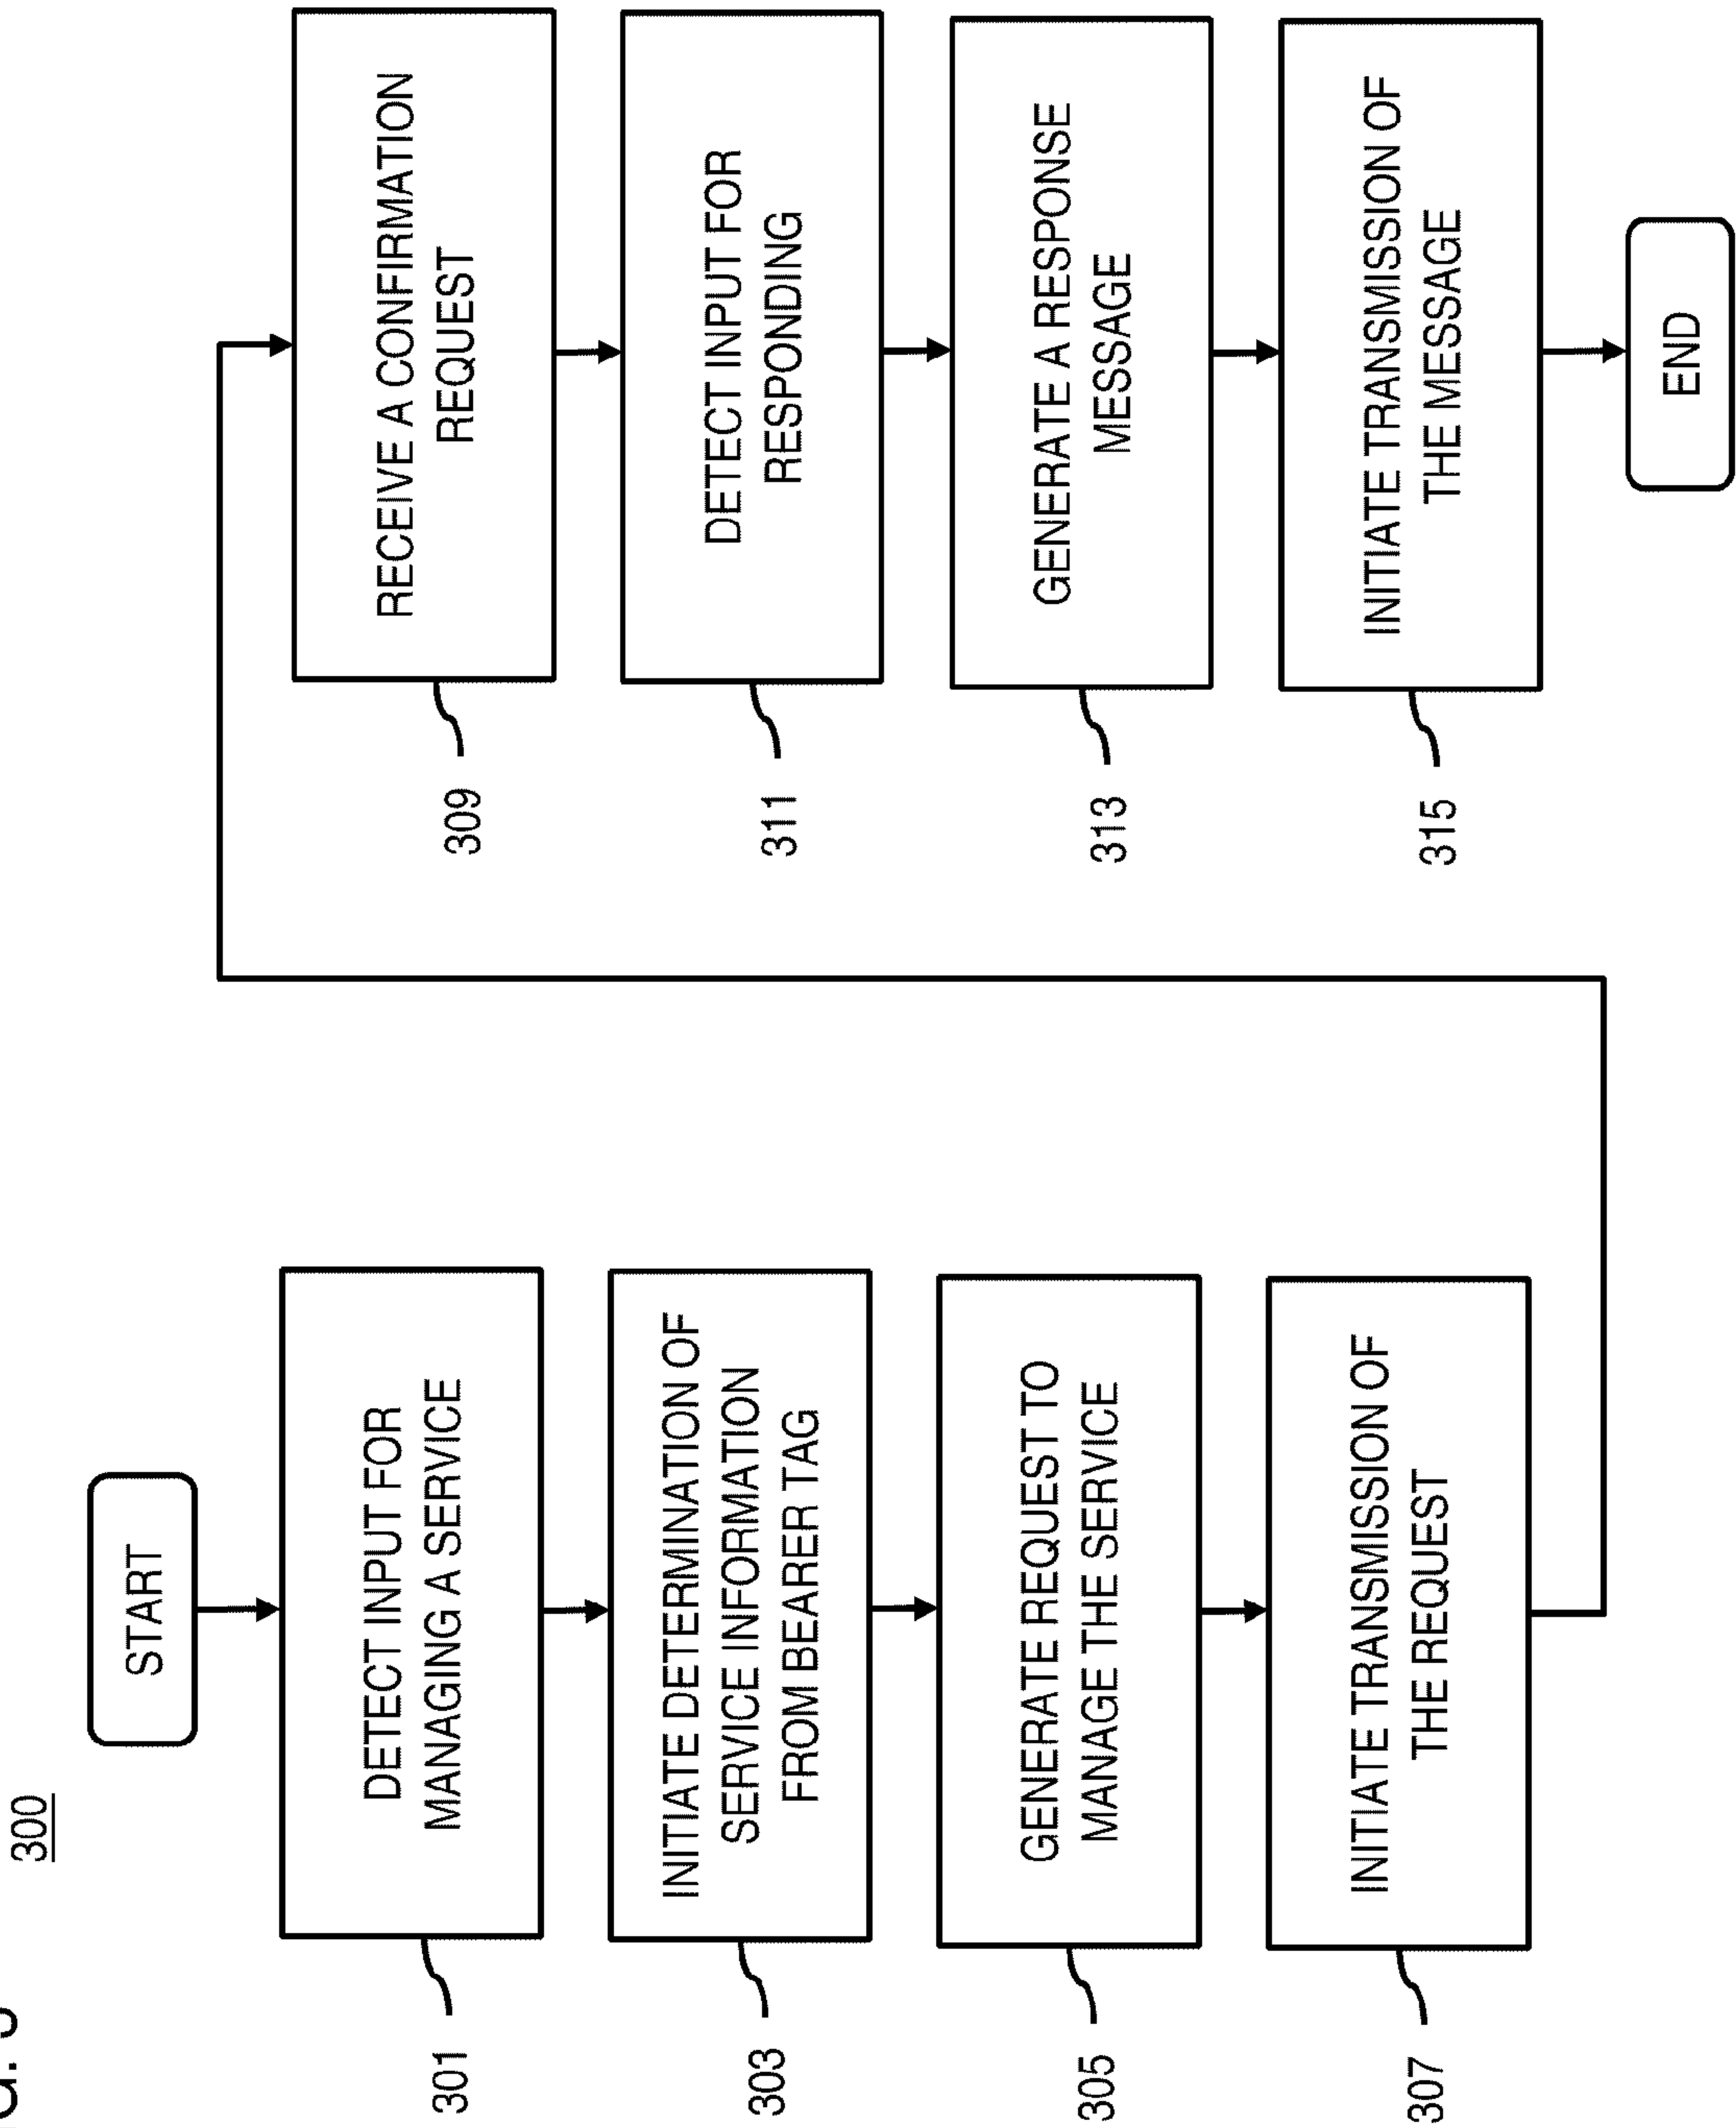 300
START
301
DETECT INPUT FOR
MANAGING A SERVICE
303
INITIATE DETERMINATION OF
SERVICE INFORMATION
FROM BEARER TAG
305
GENERATE REQUEST TO
MANAGE THE SERVICE
307
INITIATE TRANSMISSION OF
THE REQUEST
309
RECEIVE A CONFIRMATION
REQUEST
311
DETECT INPUT FOR
RESPONDING
313
GENERATE A RESPONSE
MESSAGE
315
INITIATE TRANSMISSION OF
THE MESSAGE
END